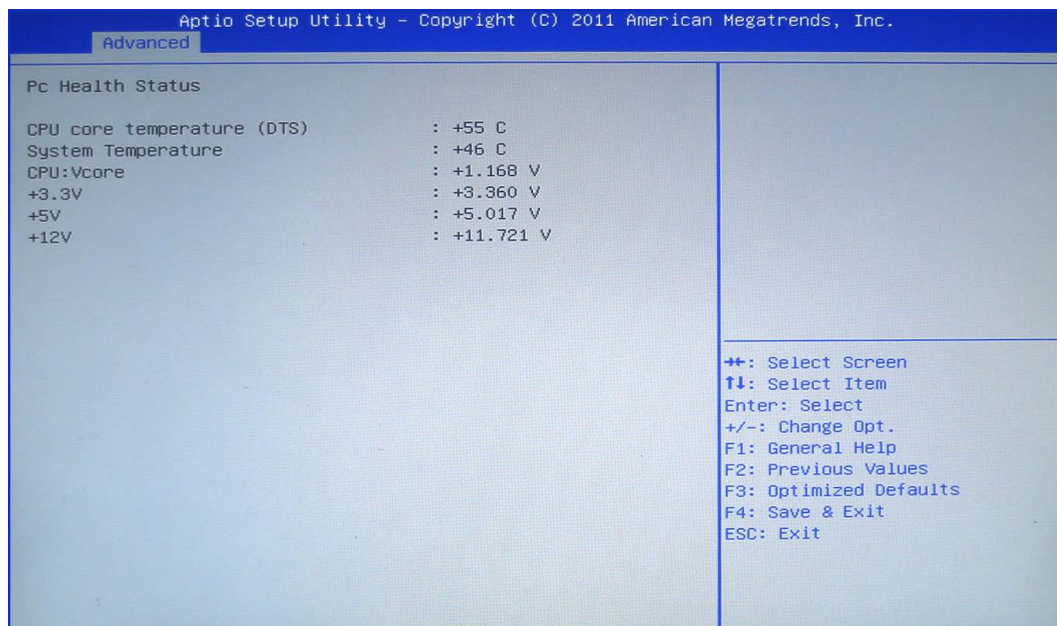 Aptio Setup Utility – Copyright (C) 2011 American Megatrends, Inc.
Advanced
Pc Health Status
CPU core temperature (DTS) : +55 C
System Temperature : +46 C
CPU:Vcore : +1.168 V
+3.3V : +3.360 V
+5V : +5.017 V
+12V : +11.721 V
→←: Select Screen
↑↓: Select Item
Enter: Select
+/-: Change Opt.
F1: General Help
F2: Previous Values
F3: Optimized Defaults
F4: Save & Exit
ESC: Exit